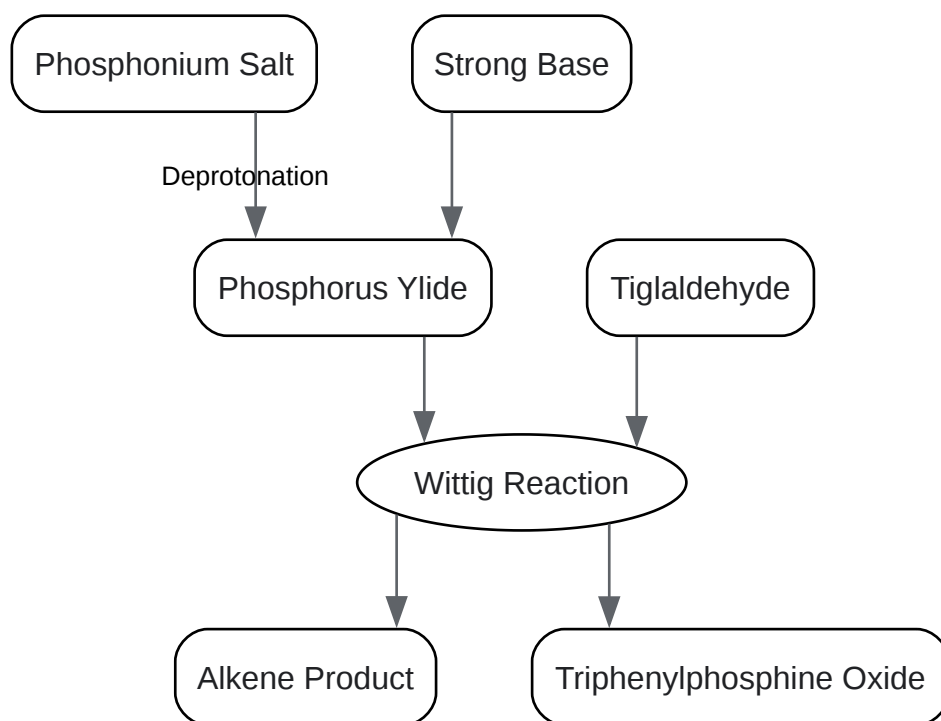 Phosphonium Salt
Strong Base
Deprotonation
Phosphorus Ylide
Tiglaldehyde
Wittig Reaction
Alkene Product
Triphenylphosphine Oxide